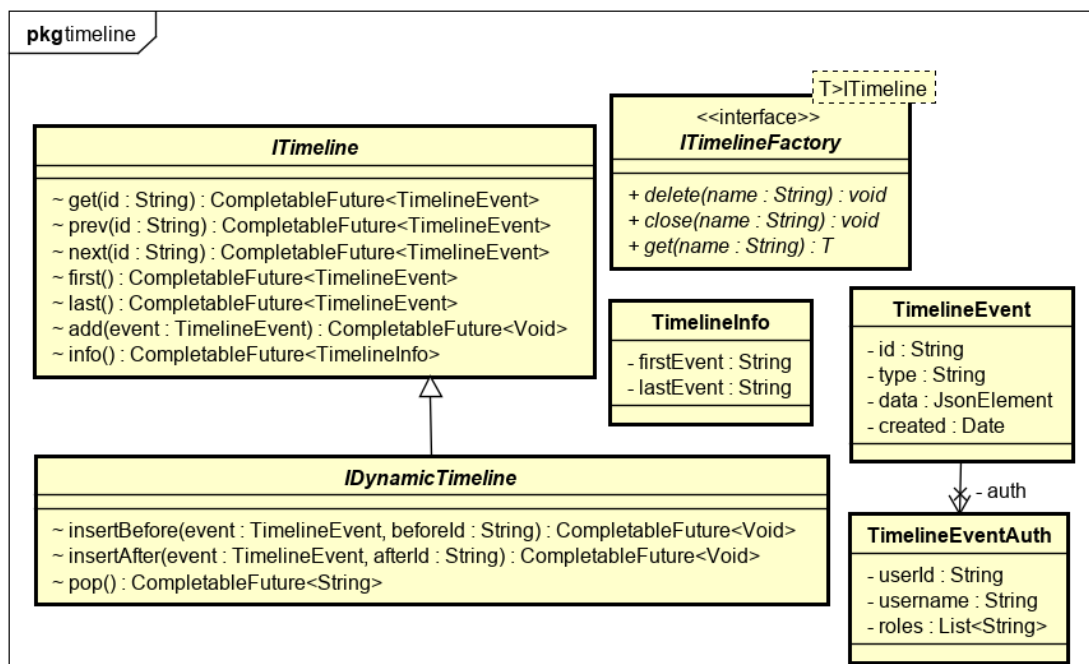 pkg timeline
T>ITimeline
<<interface>>
ITimelineFactory
+ delete(name : String) : void
+ close(name : String) : void
+ get(name : String) : T
ITimeline
~ get(id : String) : CompletableFuture<TimelineEvent>
~ prev(id : String) : CompletableFuture<TimelineEvent>
~ next(id : String) : CompletableFuture<TimelineEvent>
~ first() : CompletableFuture<TimelineEvent>
~ last() : CompletableFuture<TimelineEvent>
~ add(event : TimelineEvent) : CompletableFuture<Void>
~ info() : CompletableFuture<TimelineInfo>
TimelineInfo
- firstEvent : String
- lastEvent : String
TimelineEvent
- id : String
- type : String
- data : JsonElement
- created : Date
- auth
IDynamicTimeline
~ insertBefore(event : TimelineEvent, beforeId : String) : CompletableFuture<Void>
~ insertAfter(event : TimelineEvent, afterId : String) : CompletableFuture<Void>
~ pop() : CompletableFuture<String>
TimelineEventAuth
- userId : String
- username : String
- roles : List<String>